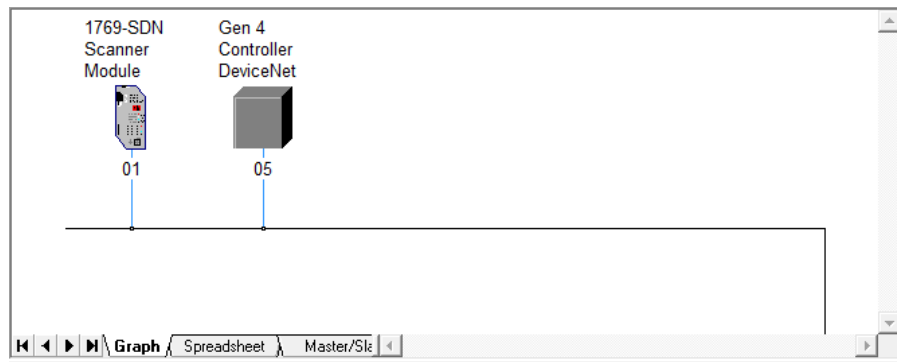 1769-SDN
Scanner
Module
Gen 4
Controller
DeviceNet
01
05
Graph
Spreadsheet
Master/Sla